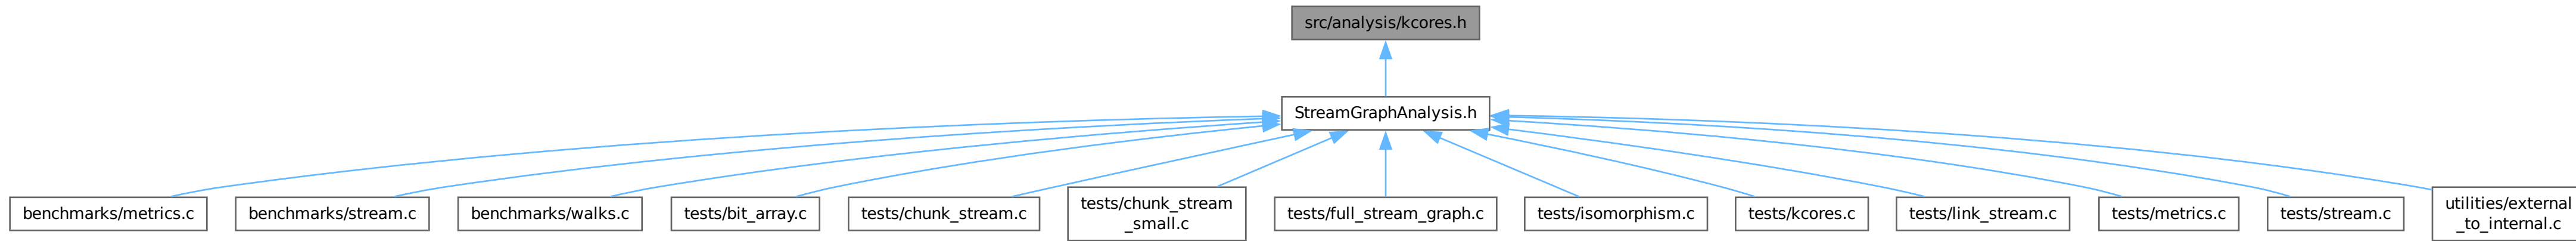 src/analysis/kcores.h
StreamGraphAnalysis.h
benchmarks/metrics.c
benchmarks/stream.c
benchmarks/walks.c
tests/bit_array.c
tests/chunk_stream.c
tests/chunk_stream
_small.c
tests/full_stream_graph.c
tests/isomorphism.c
tests/kcores.c
tests/link_stream.c
tests/metrics.c
tests/stream.c
utilities/external
_to_internal.c